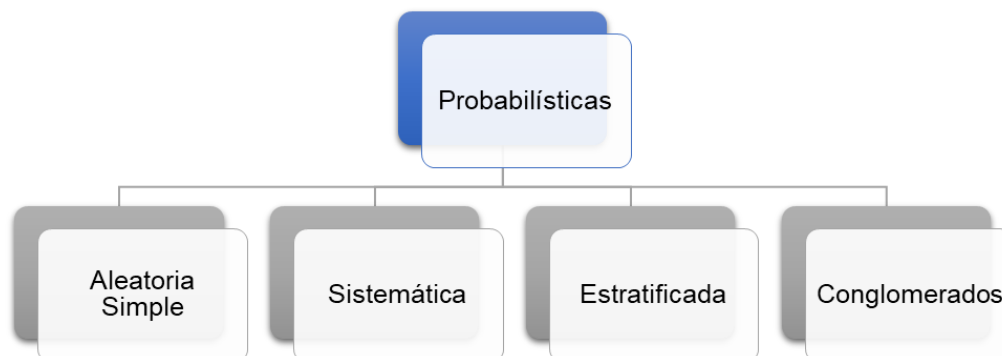 Probabilísticas
Aleatoria
Simple
Sistemática
Estratificada
Conglomerados